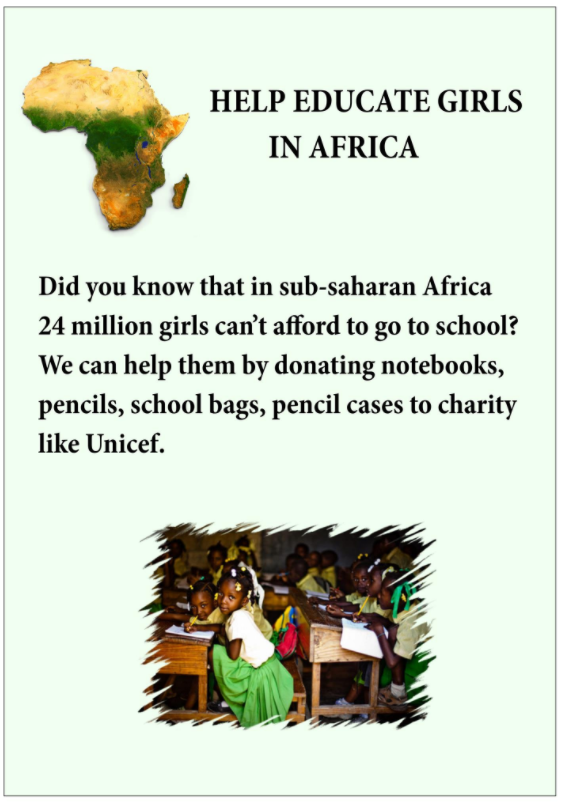 HELP EDUCATE GIRLS
IN AFRICA
Did you know that in sub-saharan Africa
24 million girls can’t afford to go to school?
We can help them by donating notebooks,
pencils, school bags, pencil cases to charity
like Unicef.